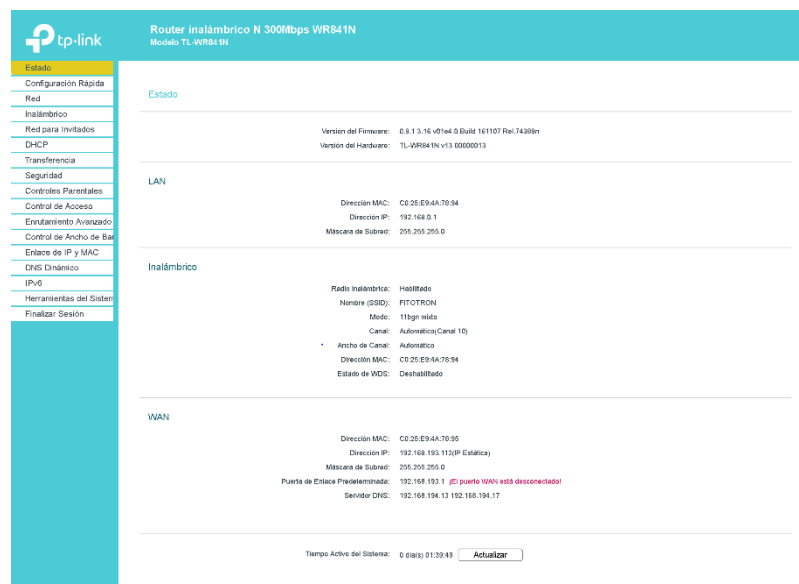 tp-link
Router inalámbrico N 300Mbps WR841N
Modelo TL-WR841N
Estado
Configuración Rápida
Red
Inalámbrico
Red para Invitados
DHCP
Transferencia
Seguridad
Controles Parentales
Control de Acceso
Enrutamiento Avanzado
Control de Ancho de Ban
Enlace de IP y MAC
DNS Dinámico
IPv6
Herramientas del Sistem
Finalizar Sesión
Estado
Versión del Firmware: 0.9.1 3.16 v01e4.0 Build 161107 Rel.74388n
Versión del Hardware: TL-WR841N v13 00000013
LAN
Dirección MAC: C0:25:E9:4A:78:94
Dirección IP: 192.168.0.1
Máscara de Subred: 255.255.255.0
Inalámbrico
Radio Inalámbrica: Habilitado
Nombre (SSID): FITOTRON
Modo: 11bgn mixto
Canal: Automático(Canal 10)
Ancho de Canal: Automático
Dirección MAC: C0:25:E9:4A:78:94
Estado de WDS: Deshabilitado
WAN
Dirección MAC: C0:25:E9:4A:78:95
Dirección IP: 192.168.193.112(IP Estática)
Máscara de Subred: 255.255.255.0
Puerta de Enlace Predeterminada: 192.168.193.1 ¡El puerto WAN está desconectado!
Servidor DNS: 192.168.194.13 192.168.194.17
Tiempo Activo del Sistema: 0 día(s) 01:39:49 Actualizar